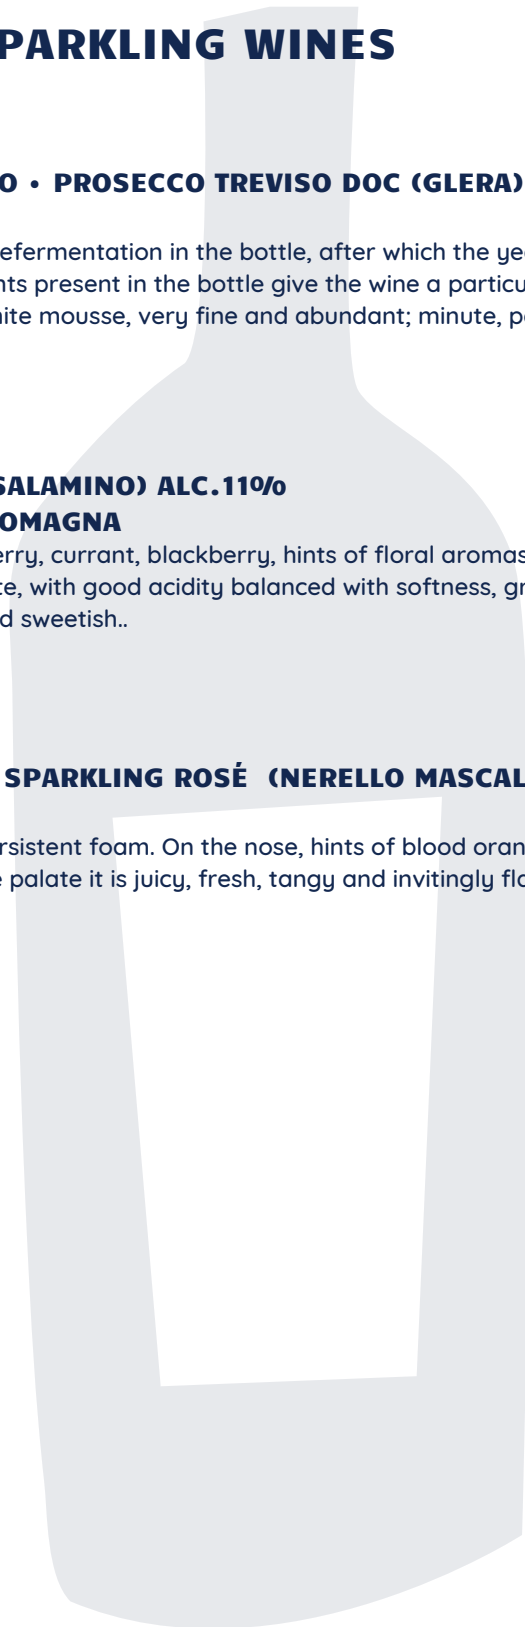 PARKLING WINES
O • PROSECCO TREVISO DOC (GLERA)
efermentation in the bottle, after which the ye
nts present in the bottle give the wine a particu
ite mousse, very fine and abundant; minute, p
SALAMINO) ALC.11%
OMAGNA
erry, currant, blackberry, hints of floral aromas
te, with good acidity balanced with softness, gr
d sweetish..
SPARKLING ROSÉ (NERELLO MASCAL
rsistent foam. On the nose, hints of blood oran
e palate it is juicy, fresh, tangy and invitingly fl